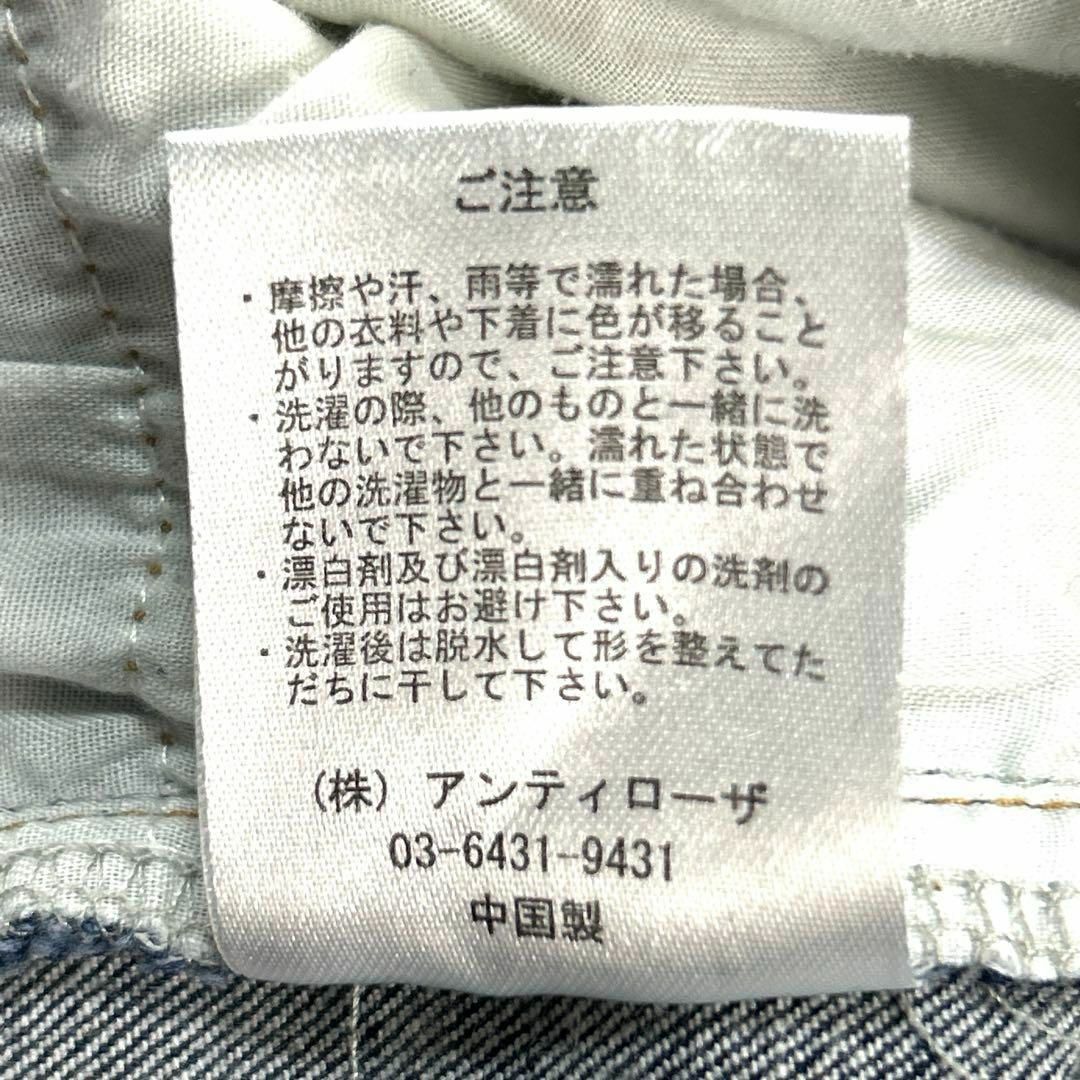 ご注意
・摩擦や汗、雨等で濡れた場合、
他の衣料や下着に色が移ること
がりますので、ご注意下さい。
・洗濯の際、他のものと一緒に洗
わないで下さい。濡れた状態で
他の洗濯物と一緒に重ね合わせ
ないで下さい。
・漂白剤及び漂白剤入りの洗剤の
ご使用はお避け下さい。
・洗濯後は脱水して形を整えてた
だちに干して下さい。
(株) アンティローザ
03-6431-9431
中国製